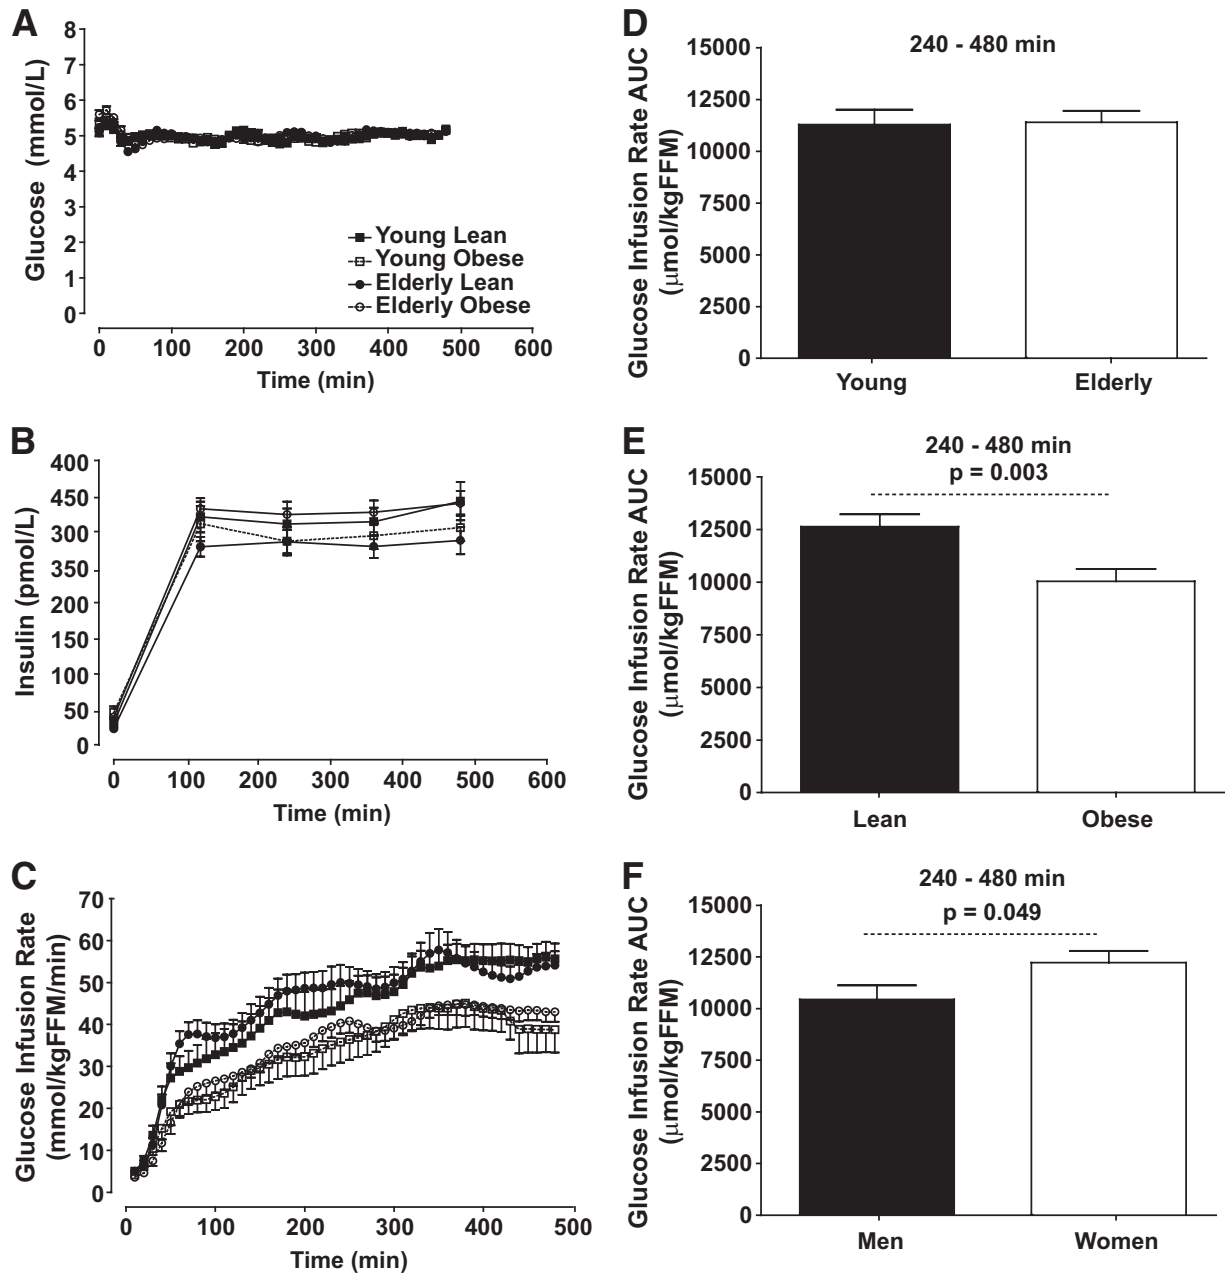 A
8
7
6
5
4
3
2
1
0
Glucose (mmol/L)
Young Lean
Young Obese
Elderly Lean
Elderly Obese
0 100 200 300 400 500 600
Time (min)
B
400
450
300
350
200
150
100
50
0
Insulin (pmol/L)
0 100 200 300 400 500 600
Time (min)
C
70
60
50
40
30
20
10
0
Glucose Infusion Rate
(mmol/kgFFM/min)
0 100 200 300 400 500
Time (min)
D
240 - 480 min
15000
12500
10000
7500
5000
2500
0
Glucose Infusion Rate AUC
(μmol/kgFFM)
Young Elderly
E
240 - 480 min
p = 0.003
15000
12500
10000
7500
5000
2500
0
Glucose Infusion Rate AUC
(μmol/kgFFM)
Lean Obese
F
240 - 480 min
p = 0.049
15000
12500
10000
7500
5000
2500
0
Glucose Infusion Rate AUC
(μmol/kgFFM)
Men Women